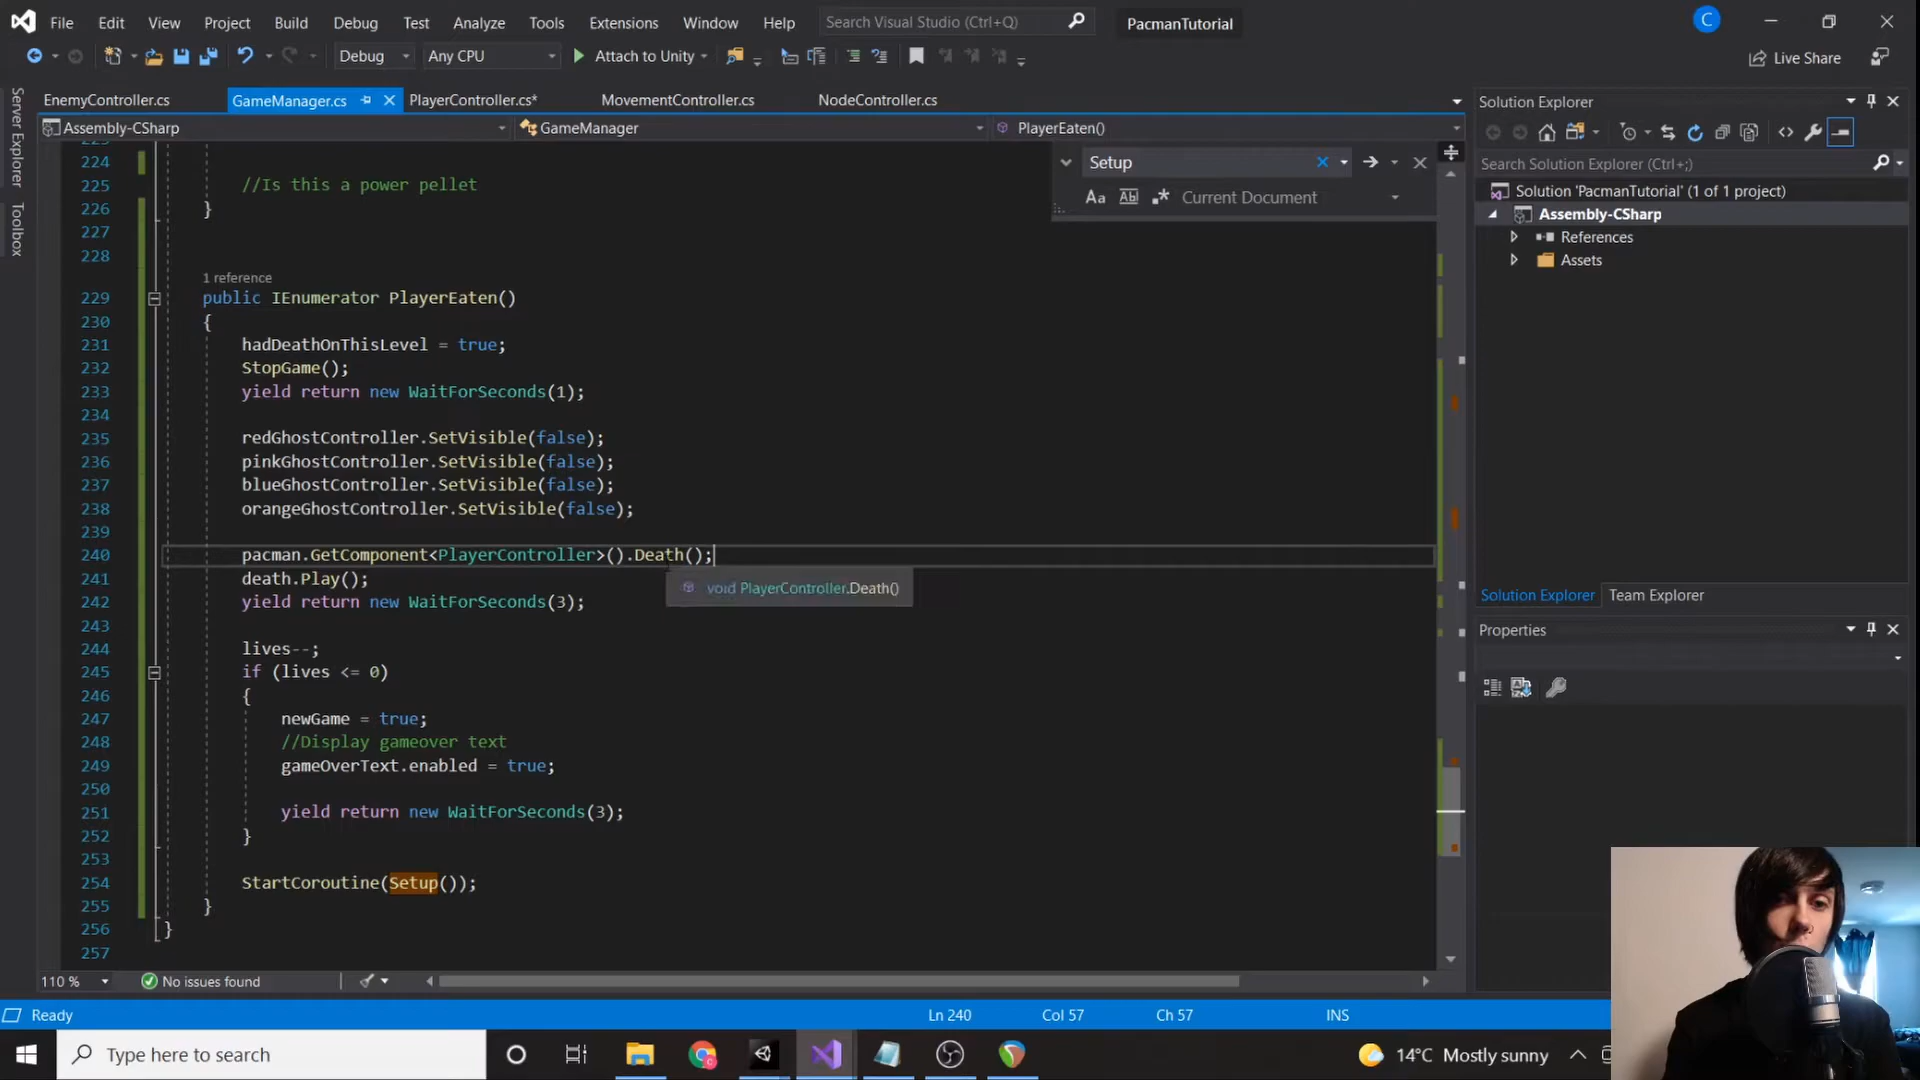 File Edit View Project Build Debug Test Analyze Tools Extensions Window Help Search Visual Studio (Ctrl+Q) PacmanTutorial C
Debug Any CPU Attach to Unity Live Share
Server Explorer
Toolbox
EnemyController.cs GameManager.cs PlayerController.cs* MovementController.cs NodeController.cs
Assembly-CSharp GameManager PlayerEaten()
Setup
Aa Current Document
224
225 //Is this a power pellet
226 }
227
228
1 reference
229 public IEnumerator PlayerEaten()
230 {
231 hadDeathOnThisLevel = true;
232 StopGame();
233 yield return new WaitForSeconds(1);
234
235 redGhostController.SetVisible(false);
236 pinkGhostController.SetVisible(false);
237 blueGhostController.SetVisible(false);
238 orangeGhostController.SetVisible(false);
239
240 pacman.GetComponent<PlayerController>().Death();
241 death.Play();
void PlayerController.Death()
242 yield return new WaitForSeconds(3);
243
244 lives--;
245 if (lives <= 0)
246 {
247 newGame = true;
248 //Display gameover text
249 gameOverText.enabled = true;
250
251 yield return new WaitForSeconds(3);
252 }
253
254 StartCoroutine(Setup());
255 }
256 }
257
110 % No issues found
Solution Explorer
Search Solution Explorer (Ctrl+;)
Solution 'PacmanTutorial' (1 of 1 project)
Assembly-CSharp
References
Assets
Solution Explorer Team Explorer
Properties
Ready Ln 240 Col 57 Ch 57 INS
Type here to search 14°C Mostly sunny